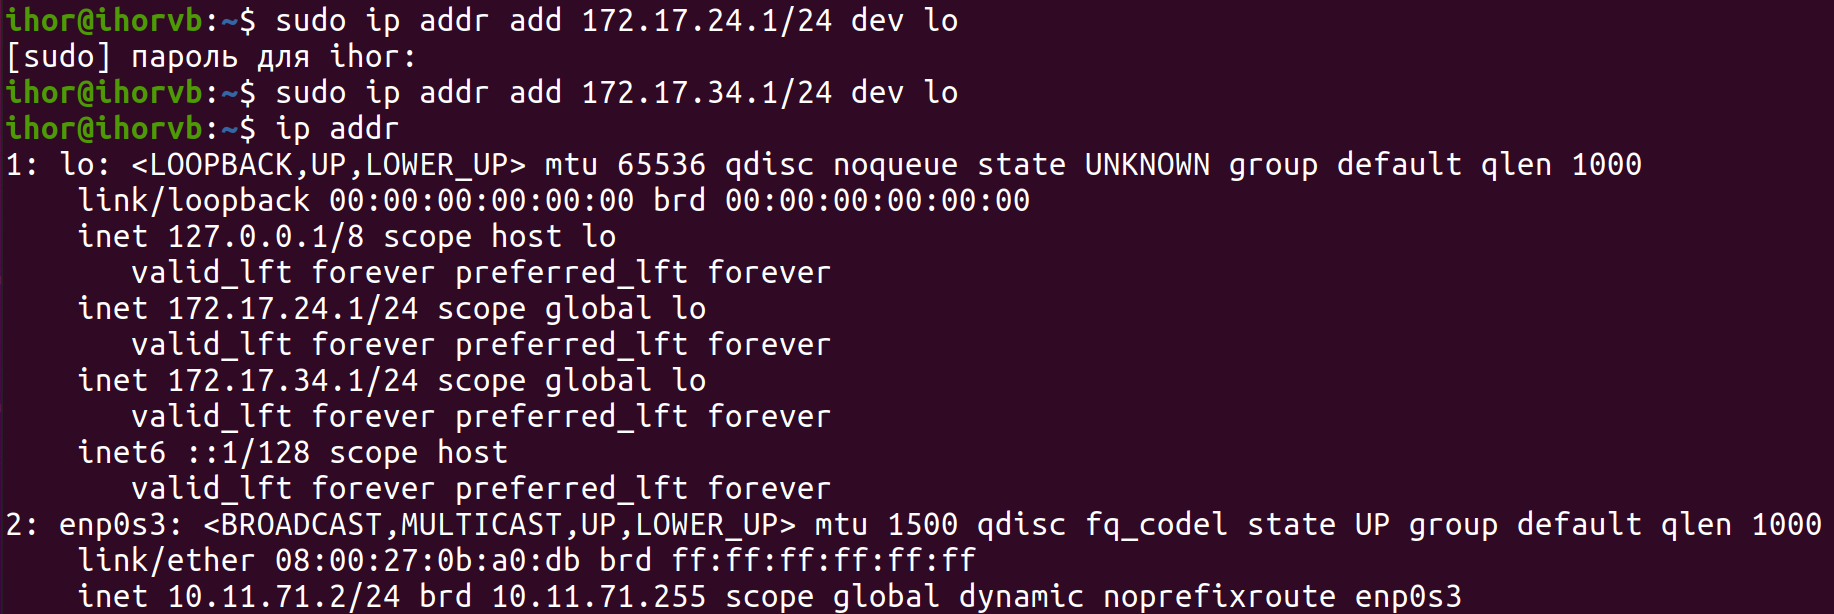 ihor@ihorvb:~$ sudo ip addr add 172.17.24.1/24 dev lo
[sudo] пароль для ihor:
ihor@ihorvb:~$ sudo ip addr add 172.17.34.1/24 dev lo
ihor@ihorvb:~$ ip addr
1: lo: <LOOPBACK,UP,LOWER_UP> mtu 65536 qdisc noqueue state UNKNOWN group default qlen 1000
    link/loopback 00:00:00:00:00:00 brd 00:00:00:00:00:00
    inet 127.0.0.1/8 scope host lo
       valid_lft forever preferred_lft forever
    inet 172.17.24.1/24 scope global lo
       valid_lft forever preferred_lft forever
    inet 172.17.34.1/24 scope global lo
       valid_lft forever preferred_lft forever
    inet6 ::1/128 scope host
       valid_lft forever preferred_lft forever
2: enp0s3: <BROADCAST,MULTICAST,UP,LOWER_UP> mtu 1500 qdisc fq_codel state UP group default qlen 1000
    link/ether 08:00:27:0b:a0:db brd ff:ff:ff:ff:ff:ff
    inet 10.11.71.2/24 brd 10.11.71.255 scope global dynamic noprefixroute enp0s3